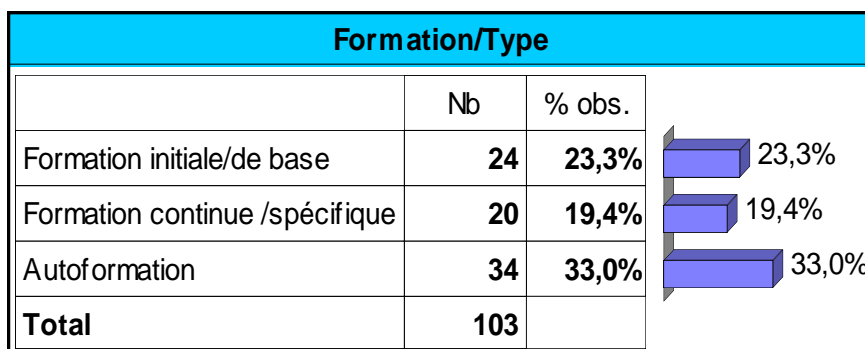 Formation/Type
Nb % obs.
Formation initiale/de base 24 23,3% 23,3%
Formation continue /spécifique 20 19,4% 19,4%
Autoformation 34 33,0% 33,0%
Total 103